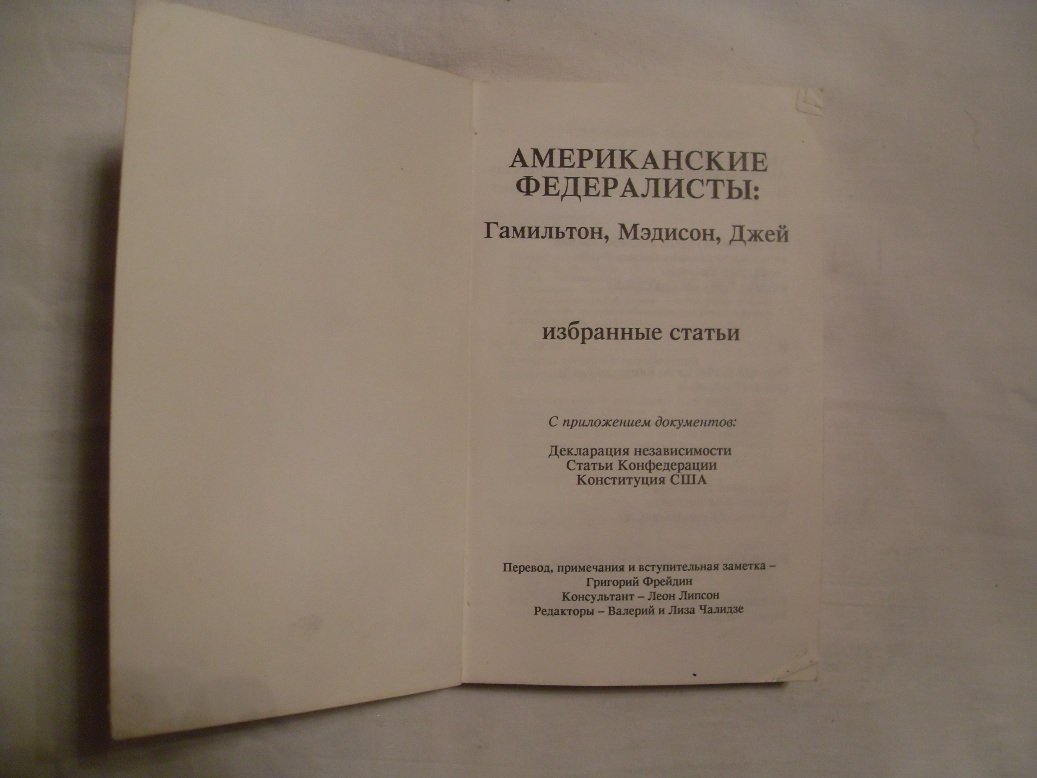 АМЕРИКАНСКИЕ
ФЕДЕРАЛИСТЫ:
Гамильтон, Мэдисон, Джей
избранные статьи
С приложением документов:
Декларация независимости
Статьи Конфедерации
Конституция США
Перевод, примечания и вступительная заметка –
Григорий Фрейдин
Консультант – Леон Липсон
Редакторы – Валерий и Лиза Чалидзе